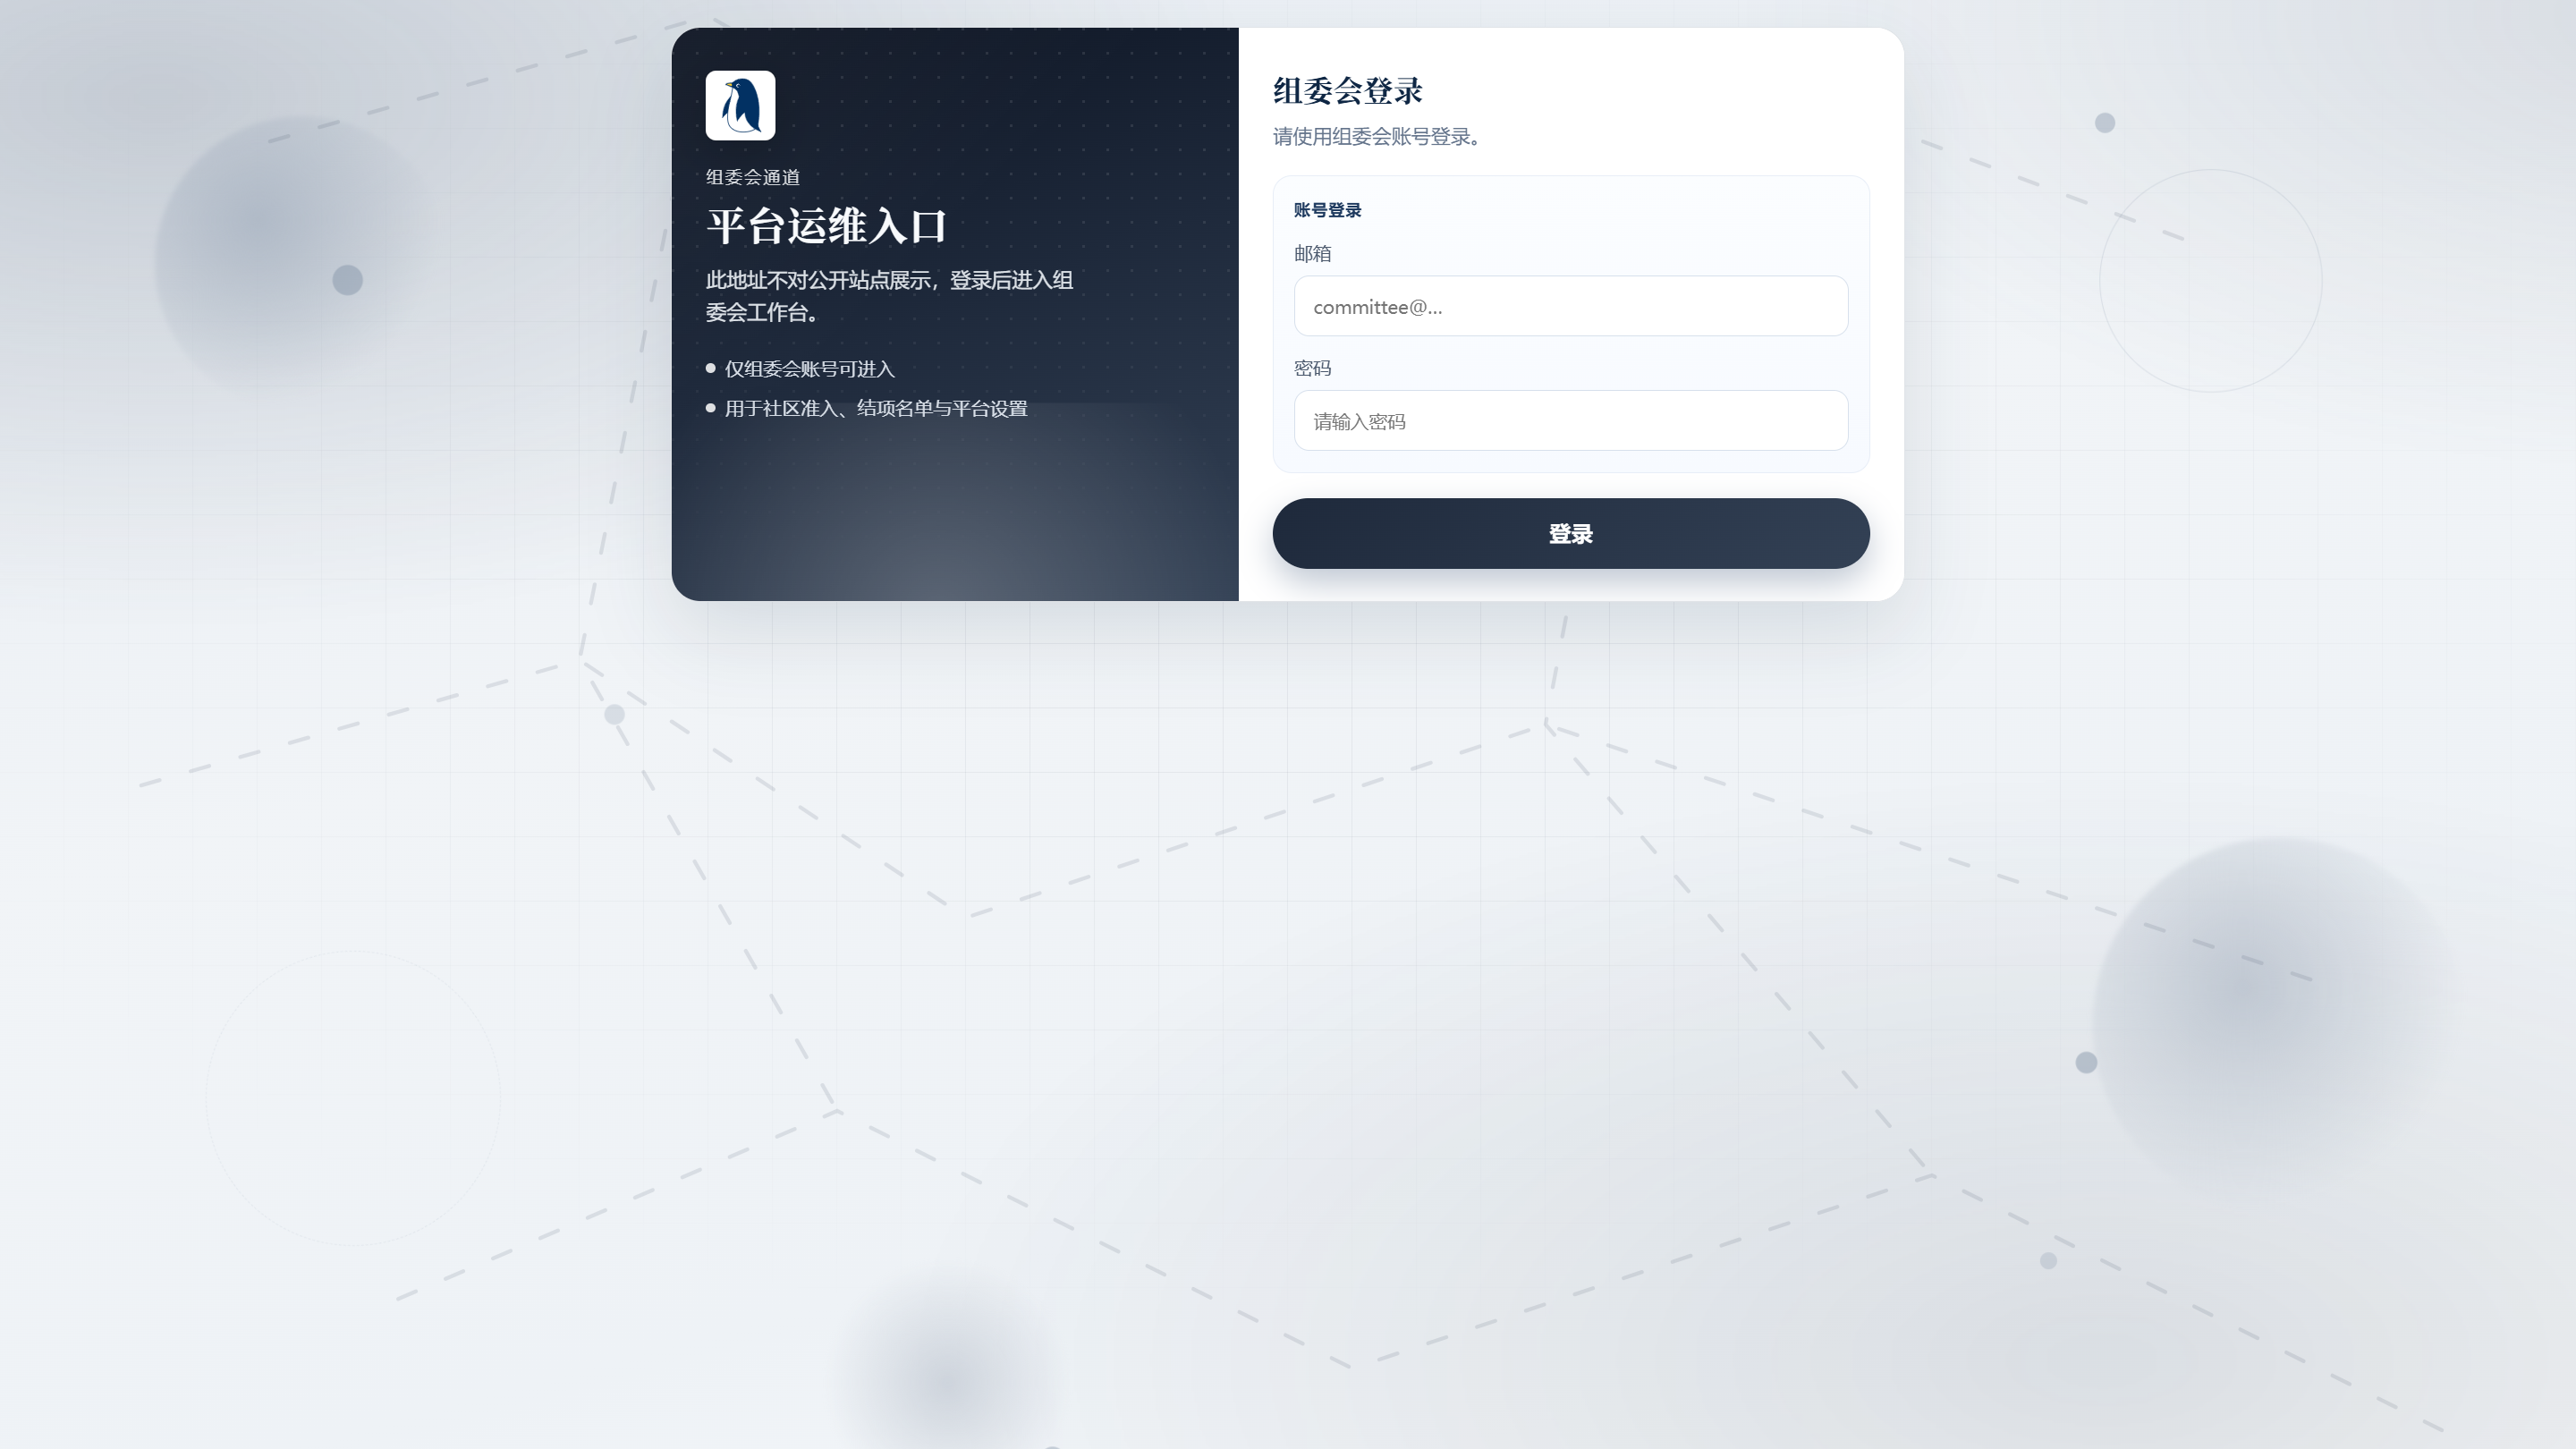 组委会通道
平台运维入口
此地址不对公开站点展示，登录后进入组
委会工作台。
仅组委会账号可进入
用于社区准入、结项名单与平台设置
组委会登录
请使用组委会账号登录。
账号登录
邮箱
committee@...
密码
请输入密码
登录